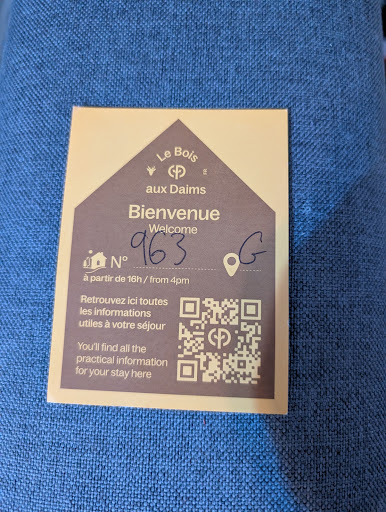 Le Bois
aux Daims
Bienvenue
Welcome
N° 963 G
à partir de 16h / from 4pm
Retrouvez ici toutes
les informations
utiles à votre séjour
You'll find all the
practical information
for your stay here